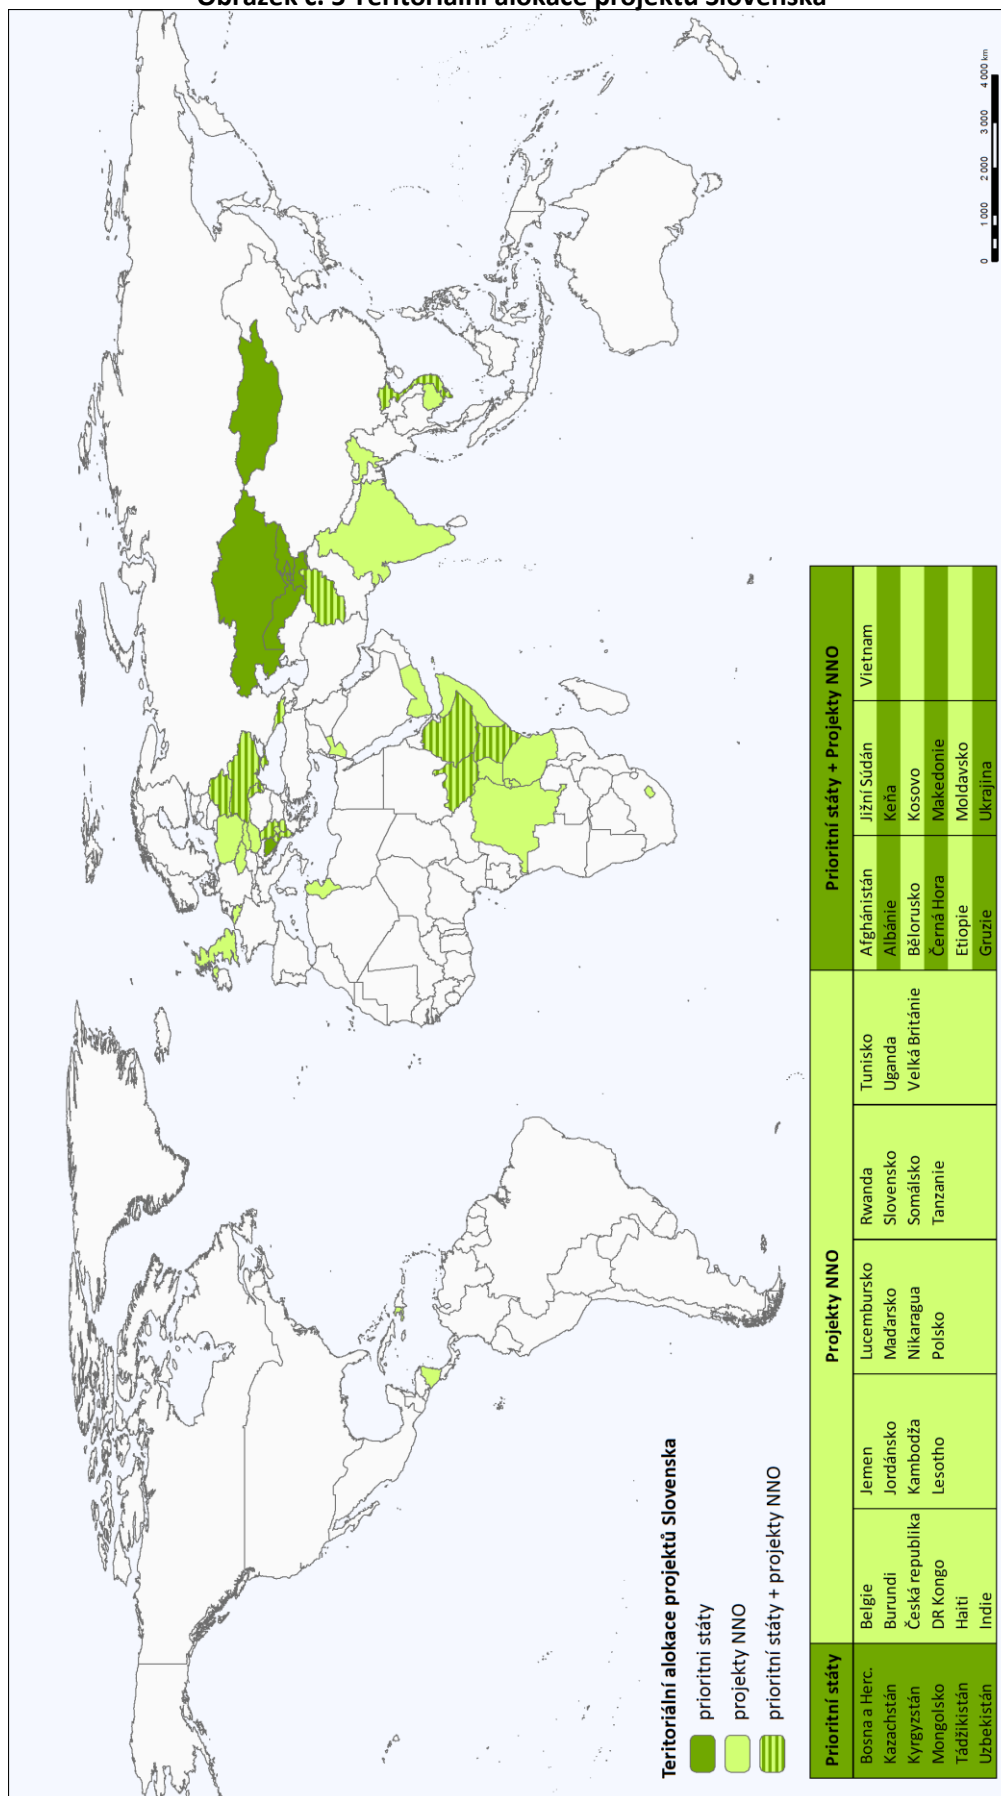 Obrázek č. Teritoriální alokace projektů Slovenska
0 1 000 2 000 3 000 4 000 km
Teritoriální alokace projektů Slovenska
prioritní státy
projekty NNO
prioritní státy + projekty NNO
Prioritní státy Projekty NNO Prioritní státy + Projekty NNO
Bosna a Herc. Belgie Jemen Lucembursko Rwanda Tunisko Afghánistán Jižní Súdán Vietnam
Kazachstán Burundi Jordánsko Maďarsko Slovensko Uganda Albánie Keňa
Kyrgyzstán Česká republika Kambodža Nikaragua Somálsko Velká Británie Bělorusko Kosovo
Mongolsko DR Kongo Lesotho Polsko Tanzanie Černá Hora Makedonie
Tádžikistán Haiti Etiopie Moldavsko
Uzbekistán Indie Gruzie Ukrajina